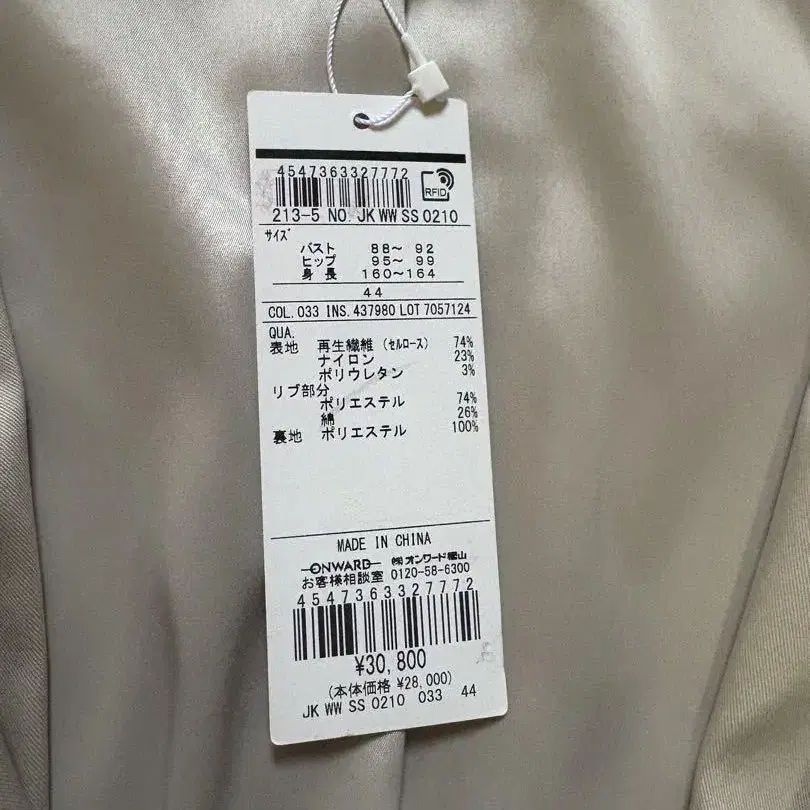 4547363327772
RFID
213-5 NO. JK WW SS 0210
サイズ
バスト 88～ 92
ヒップ 95～ 99
身長 160～164
44
COL. 033 INS. 437980 LOT 7057124
QUA.
表地 再生繊維 (セルロース) 74%
ナイロン 23%
ポリウレタン 3%
リブ部分
ポリエステル 74%
綿 26%
裏地 ポリエステル 100%
MADE IN CHINA
ONWARD ㈱オンワード樫山
お客様相談室 0120-58-6300
4547363327772
¥30,800
(本体価格 ¥28,000)
JK WW SS 0210 033 44